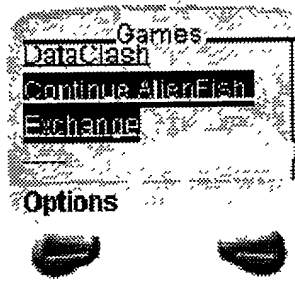 Games
DataClash
Continue AlienFish
Exchange
Options